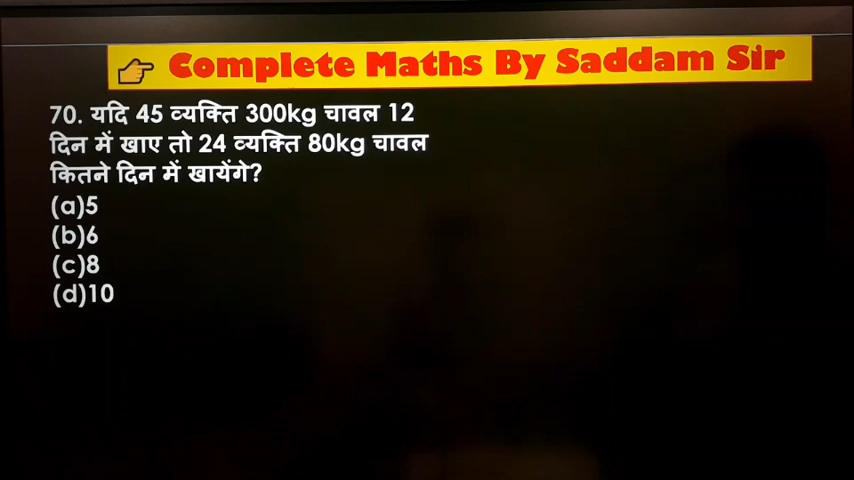 Complete Maths By Saddam Sir
70. यदि 45 व्यक्ति 300kg चावल 12
दिन में खाए तो 24 व्यक्ति 80kg चावल
कितने दिन में खायेंगे?
(a)5
(b)6
(c)8
(d)10